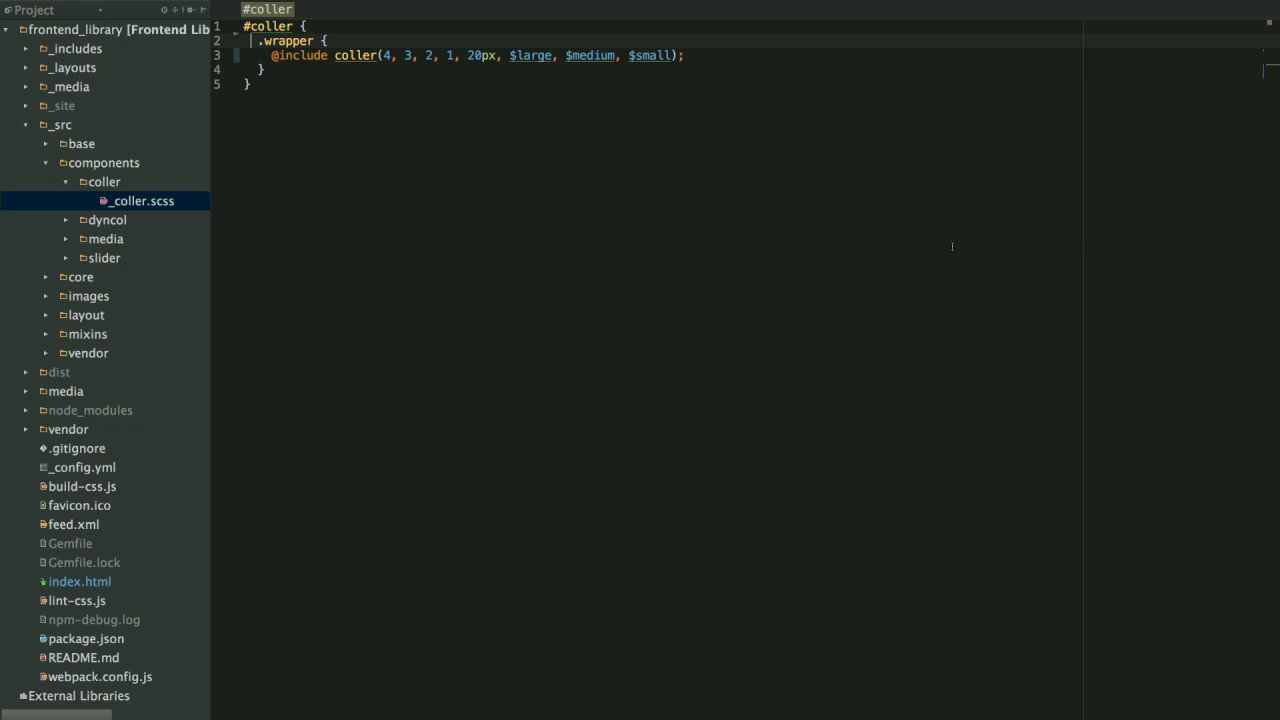 Project
frontend_library [Frontend Lib
_includes
_layouts
_media
_site
_src
base
components
coller
_coller.scss
dyncol
media
slider
core
images
layout
mixins
vendor
dist
media
node_modules
vendor
.gitignore
_config.yml
build-css.js
favicon.ico
feed.xml
Gemfile
Gemfile.lock
index.html
lint-css.js
npm-debug.log
package.json
README.md
webpack.config.js
External Libraries
#coller
1 #coller {
2 .wrapper {
3 @include coller(4, 3, 2, 1, 20px, $large, $medium, $small);
4 }
5 }